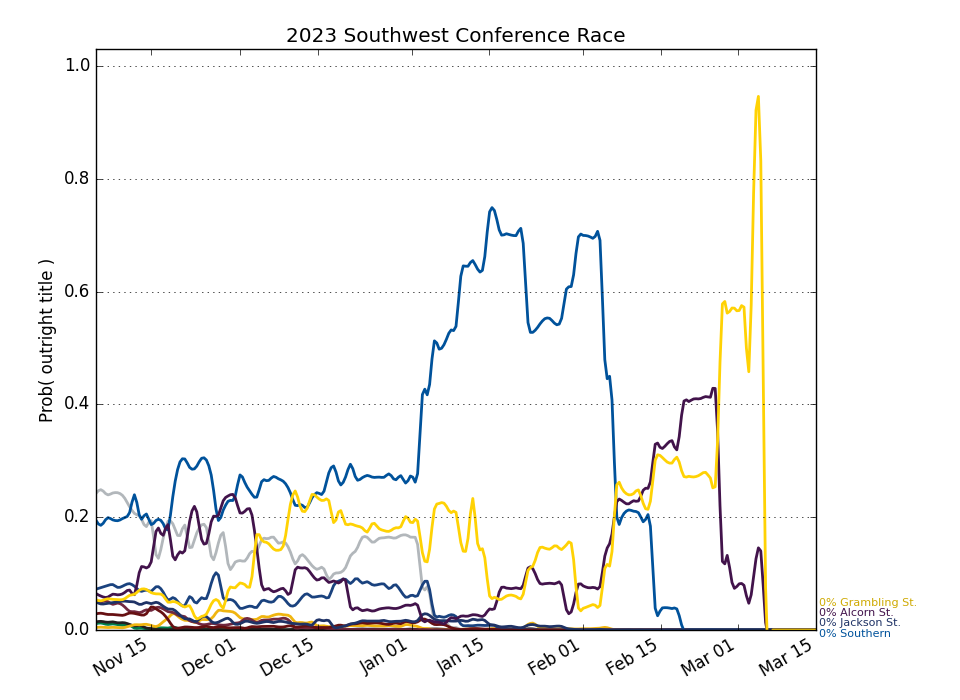 2023 Southwest Conference Race
Prob( outright title )
1.0
0.8
0.6
0.4
0.2
0.0
Nov 15
Dec 01
Dec 15
Jan 01
Jan 15
Feb 01
Feb 15
Mar 01
Mar 15
0% Grambling St.
0% Alcorn St.
0% Jackson St.
0% Southern